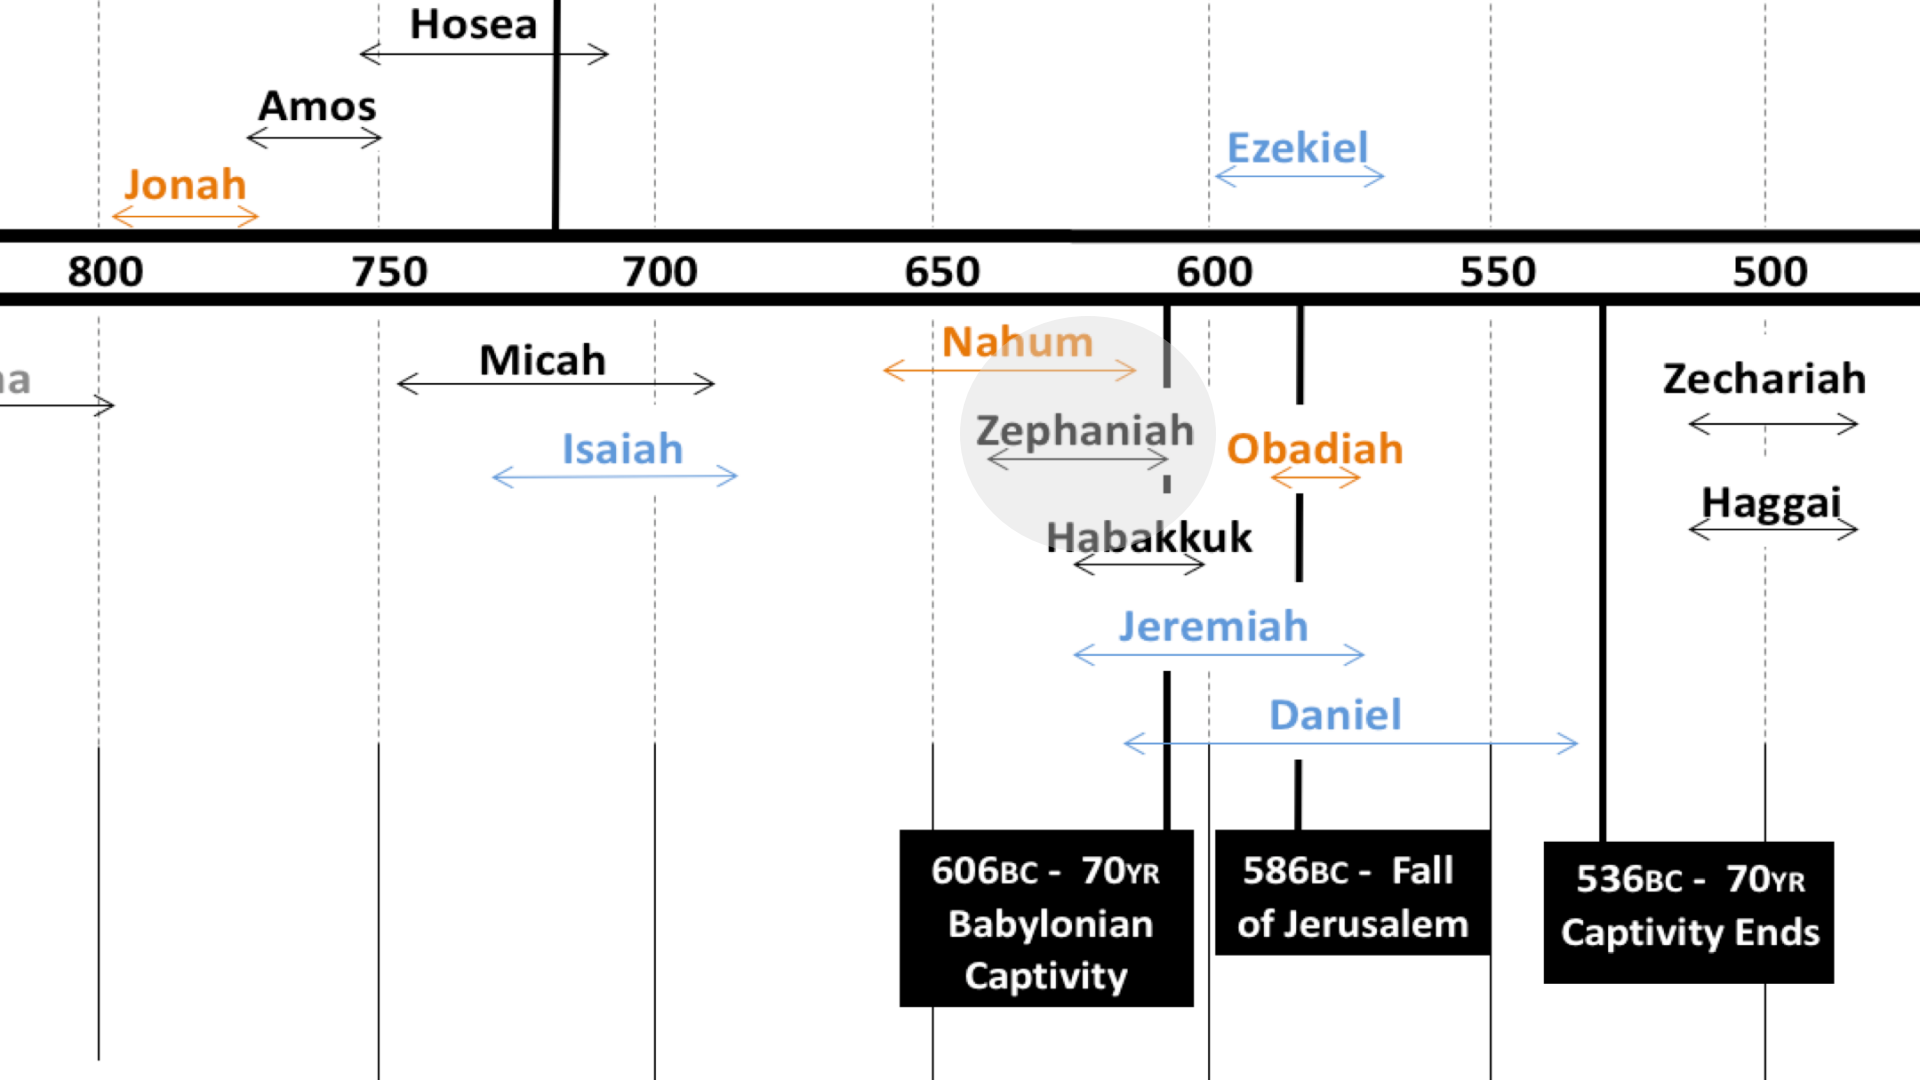 Hosea
Amos
Jonah
Ezekiel
800 750 700 650 600 550 500
Nahum
Micah
Zechariah
Zephaniah
Isaiah
Obadiah
Haggai
Habakkuk
Jeremiah
Daniel
606BC - 70YR
Babylonian
Captivity
586BC - Fall
of Jerusalem
536BC - 70YR
Captivity Ends